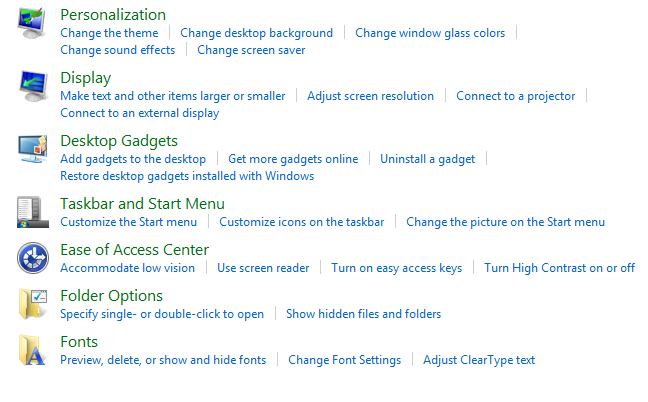 Personalization
Change the theme Change desktop background Change window glass colors
Change sound effects Change screen saver
Display
Make text and other items larger or smaller Adjust screen resolution Connect to a projector
Connect to an external display
Desktop Gadgets
Add gadgets to the desktop Get more gadgets online Uninstall a gadget
Restore desktop gadgets installed with Windows
Taskbar and Start Menu
Customize the Start menu Customize icons on the taskbar Change the picture on the Start menu
Ease of Access Center
Accommodate low vision Use screen reader Turn on easy access keys Turn High Contrast on or off
Folder Options
Specify single- or double-click to open Show hidden files and folders
Fonts
Preview, delete, or show and hide fonts Change Font Settings Adjust ClearType text